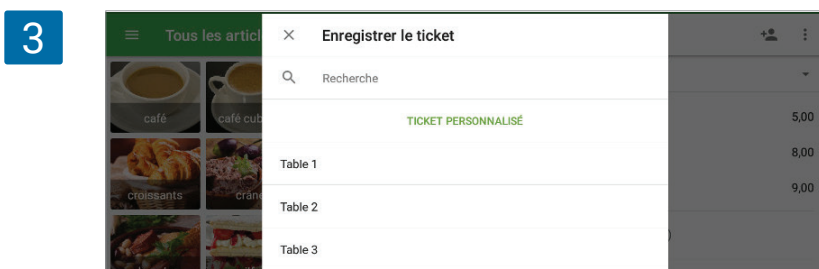 3
Tous les articl
Enregistrer le ticket
Recherche
TICKET PERSONNALISÉ
Table 1
Table 2
Table 3
café
café cub
croissants
crâne
5,00
8,00
9,00
)